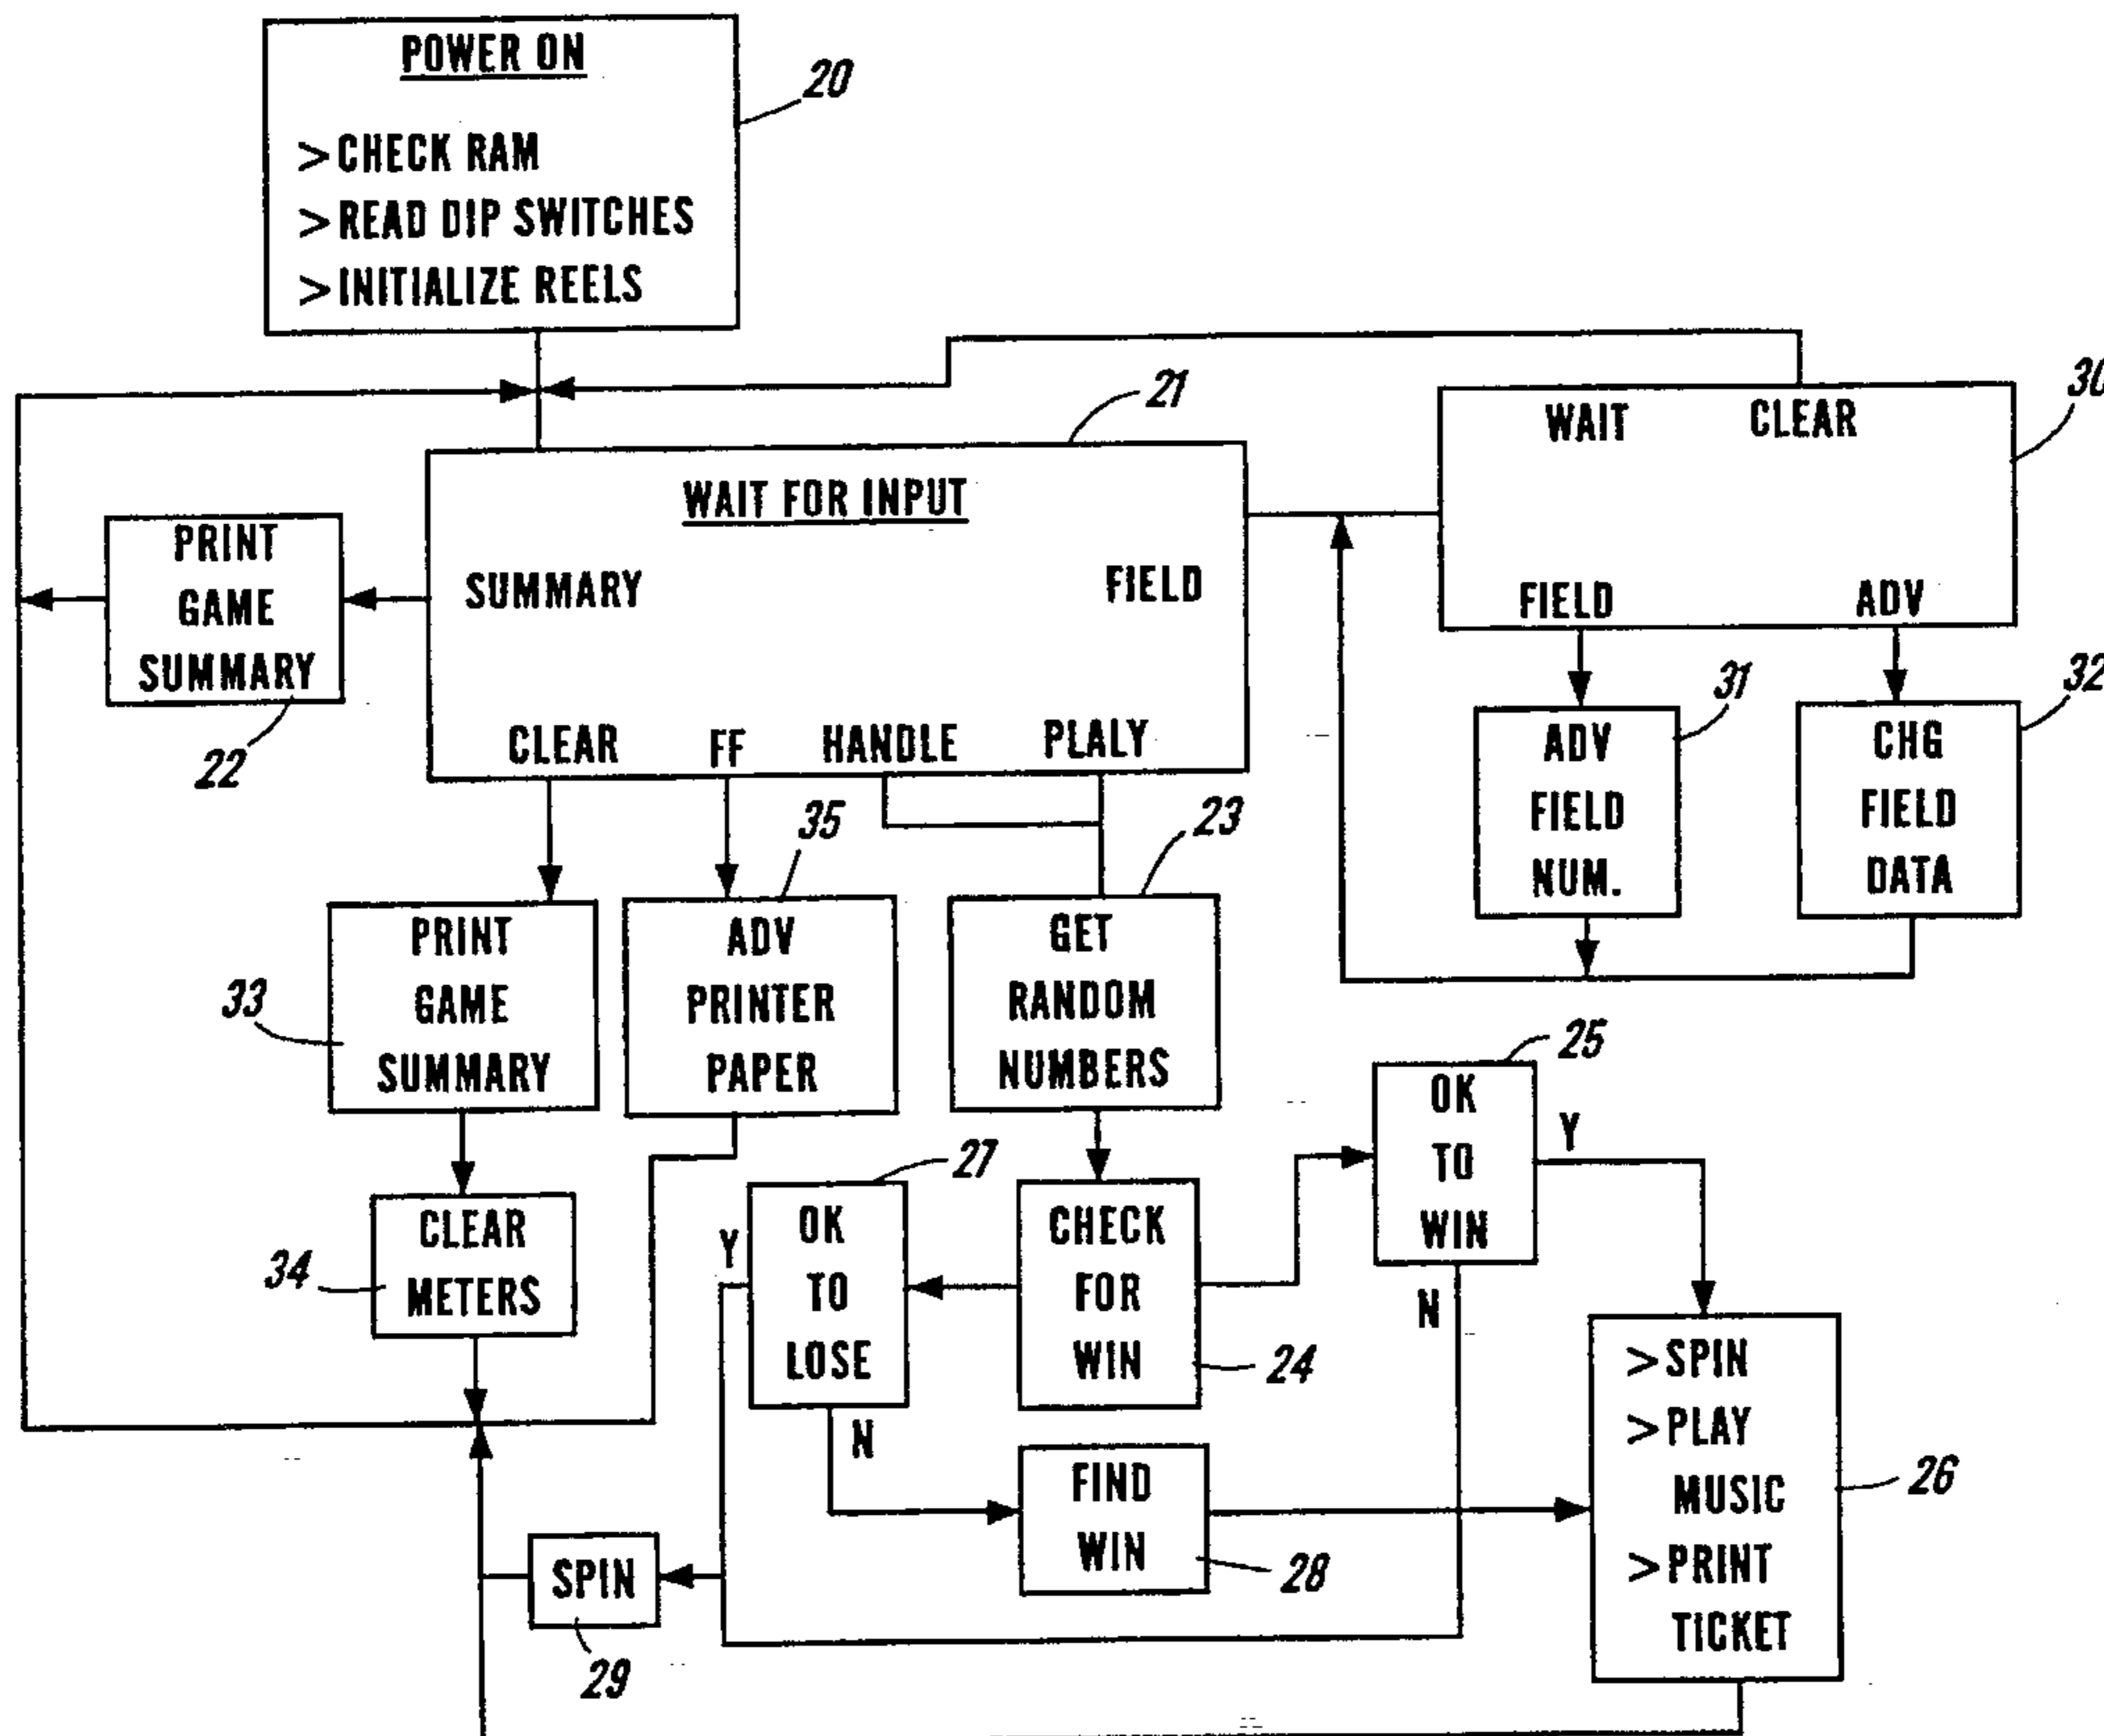 POWER ON
> CHECK RAM
> READ DIP SWITCHES
> INITIALIZE REELS
20
21
WAIT FOR INPUT
SUMMARY
FIELD
CLEAR
FF
HANDLE
PLALY
PRINT
GAME
SUMMARY
22
WAIT
CLEAR
FIELD
ADV
30
ADV
FIELD
NUM.
31
CHG
FIELD
DATA
32
PRINT
GAME
SUMMARY
33
ADV
PRINTER
PAPER
35
GET
RANDOM
NUMBERS
23
CLEAR
METERS
34
OK
TO
LOSE
27
Y
N
CHECK
FOR
WIN
24
OK
TO
WIN
25
Y
N
FIND
WIN
28
SPIN
29
> SPIN
> PLAY
MUSIC
> PRINT
TICKET
26